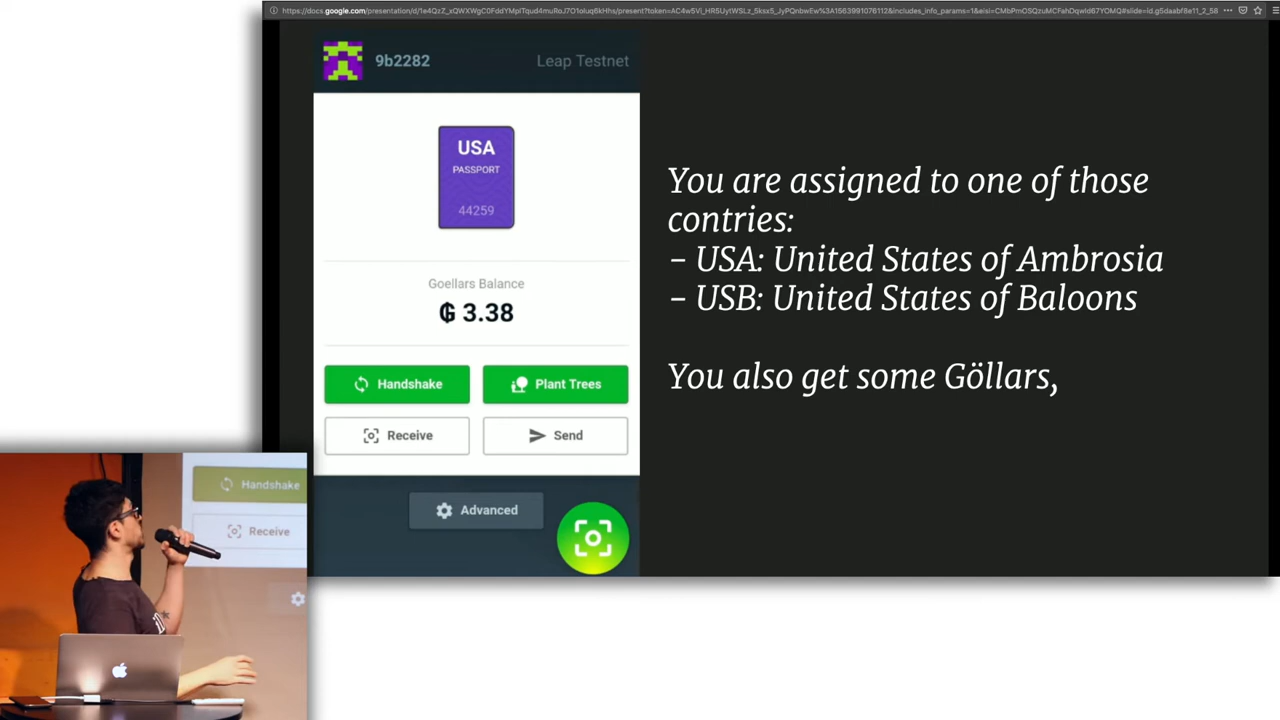 9b2282
Leap Testnet
USA
PASSPORT
44259
Goellars Balance
₲ 3.38
Handshake
Plant Trees
Receive
Send
Advanced
You are assigned to one of those
contries:
- USA: United States of Ambrosia
- USB: United States of Baloons
You also get some Göllars,
Handshake
Receive